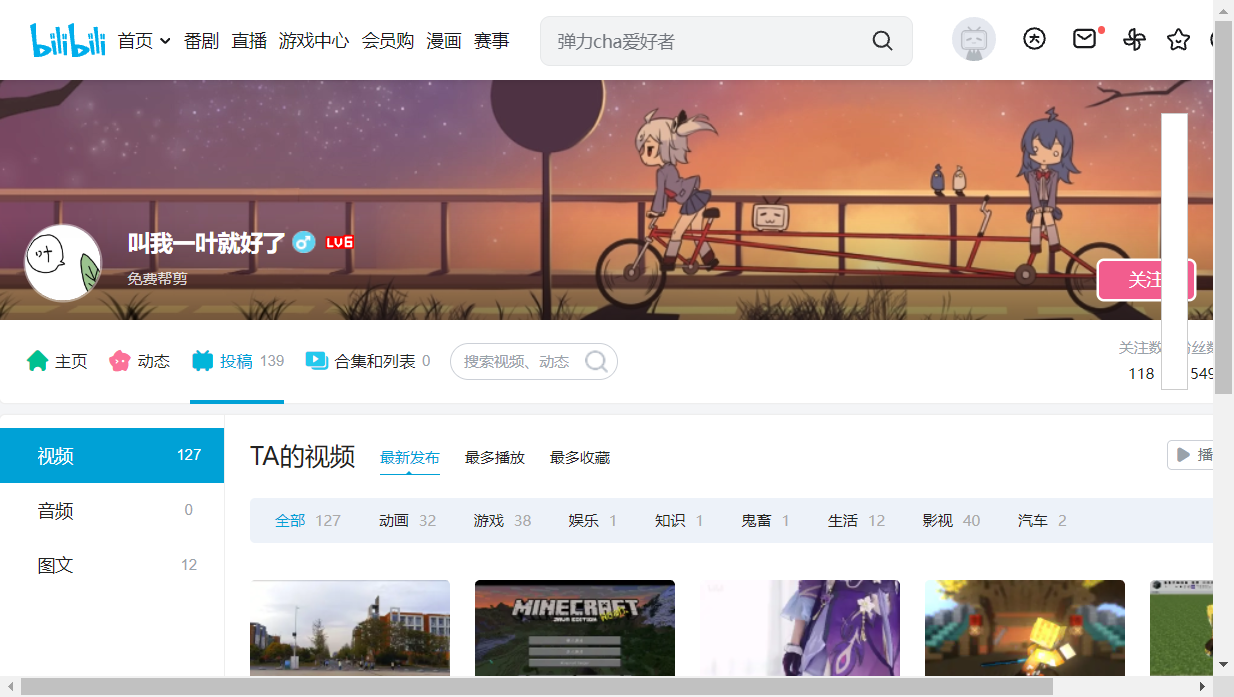 bilibili 首页 番剧 直播 游戏中心 会员购 漫画 赛事 弹力cha爱好者
叫我一叶就好了 LV6
叶
免费帮剪
关注
主页 动态 投稿 139 合集和列表 0 搜索视频、动态
关注数 丝数
118 549
视频 127
音频 0
图文 12
TA的视频 最新发布 最多播放 最多收藏 播
全部 127 动画 32 游戏 38 娱乐 1 知识 1 鬼畜 1 生活 12 影视 40 汽车 2
MINECRAFT
JAVA EDITION